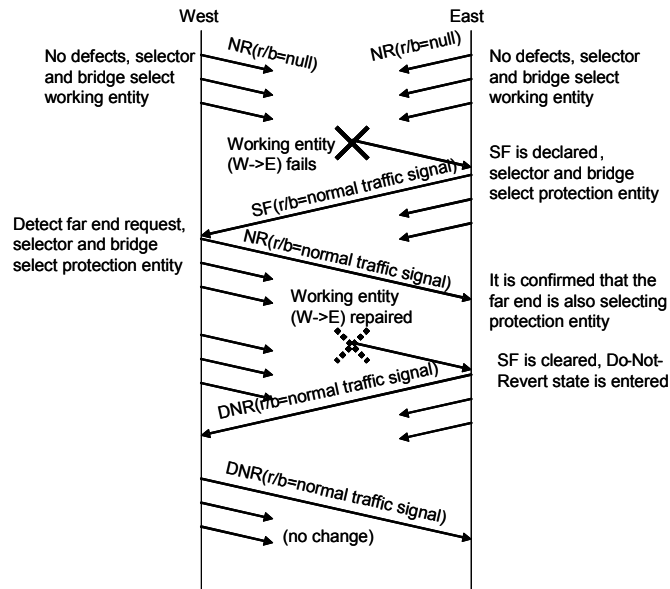 West
East
NR(r/b=null)
NR(r/b=null)
No defects, selector
and bridge select
working entity
No defects, selector
and bridge select
working entity
Working entity
(W->E) fails
SF is declared,
selector and bridge
select protection entity
SF(r/b=normal traffic signal)
Detect far end request,
selector and bridge
select protection entity
NR(r/b=normal traffic signal)
It is confirmed that the
far end is also selecting
protection entity
Working entity
(W->E) repaired
SF is cleared, Do-Not-
Revert state is entered
DNR(r/b=normal traffic signal)
DNR(r/b=normal traffic signal)
(no change)